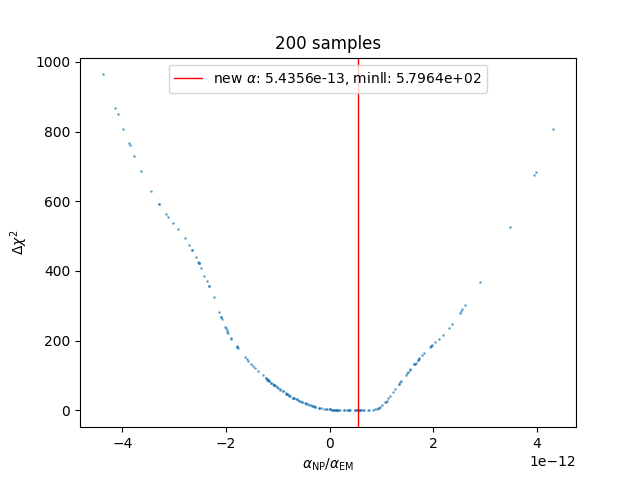 200 samples
new α: 5.4356e-13, minll: 5.7964e+02
Δχ²
1000
800
600
400
200
0
−4 −2 0 2 4
1e−12
α_NP/α_EM